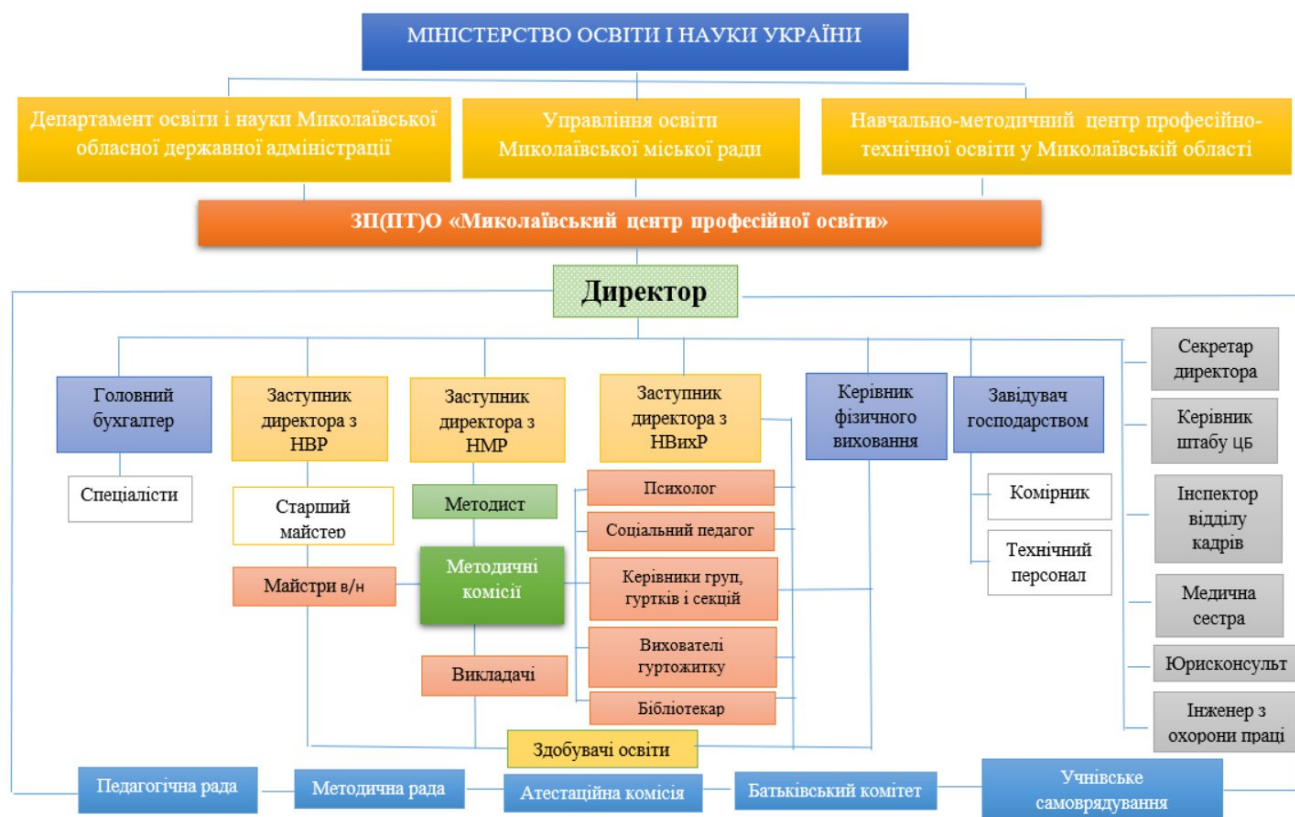 МІНІСТЕРСТВО ОСВІТИ І НАУКИ УКРАЇНИ
Департамент освіти і науки Миколаївської
обласної державної адміністрації
Управління освіти
Миколаївської міської ради
Навчально-методичний центр професійно-
технічної освіти у Миколаївській області
ЗП(ПТ)О «Миколаївський центр професійної освіти»
Директор
Головний
бухгалтер
Спеціалісти
Заступник
директора з
НВР
Старший
майстер
Майстри в/н
Заступник
директора з
НМР
Методист
Методичні
комісії
Викладачі
Заступник
директора з
НВихР
Психолог
Соціальний педагог
Керівники груп,
гуртків і секцій
Вихователі
гуртожитку
Бібліотекар
Керівник
фізичного
виховання
Завідувач
господарством
Комірник
Технічний
персонал
Секретар
директора
Керівник
штабу ЦБ
Інспектор
відділу
кадрів
Медична
сестра
Юрисконсульт
Інженер з
охорони праці
Здобувачі освіти
Педагогічна рада
Методична рада
Атестаційна комісія
Батьківський комітет
Учнівське
самоврядування